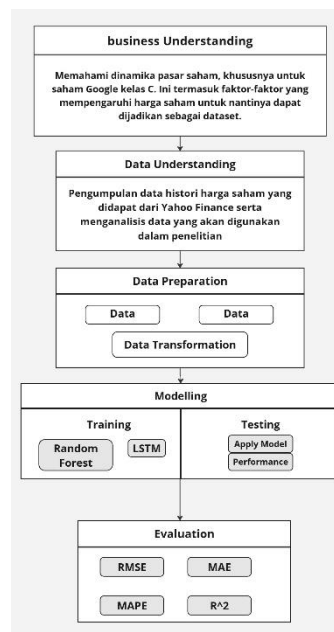 business Understanding
Memahami dinamika pasar saham, khususnya untuk
saham Google kelas C. Ini termasuk faktor-faktor yang
mempengaruhi harga saham untuk nantinya dapat
dijadikan sebagai dataset.
Data Understanding
Pengumpulan data histori harga saham yang
didapat dari Yahoo Finance serta
menganalisis data yang akan digunakan
dalam penelitian
Data Preparation
Data
Data
Data Transformation
Modelling
Training
Random
Forest
LSTM
Testing
Apply Model
Performance
Evaluation
RMSE
MAE
MAPE
R^2